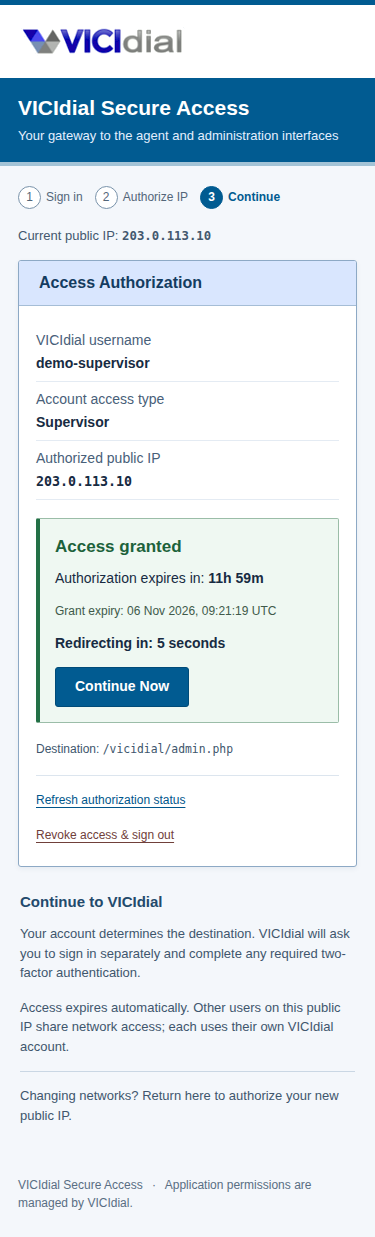 VICIdial
VICIdial Secure Access
Your gateway to the agent and administration interfaces
1 Sign in 2 Authorize IP 3 Continue
Current public IP: 203.0.113.10
Access Authorization
VICIdial username
demo-supervisor
Account access type
Supervisor
Authorized public IP
203.0.113.10
Access granted
Authorization expires in: 11h 59m
Grant expiry: 06 Nov 2026, 09:21:19 UTC
Redirecting in: 5 seconds
Continue Now
Destination: /vicidial/admin.php
Refresh authorization status
Revoke access & sign out
Continue to VICIdial
Your account determines the destination. VICIdial will ask
you to sign in separately and complete any required two-
factor authentication.
Access expires automatically. Other users on this public
IP share network access; each uses their own VICIdial
account.
Changing networks? Return here to authorize your new
public IP.
VICIdial Secure Access · Application permissions are
managed by VICIdial.